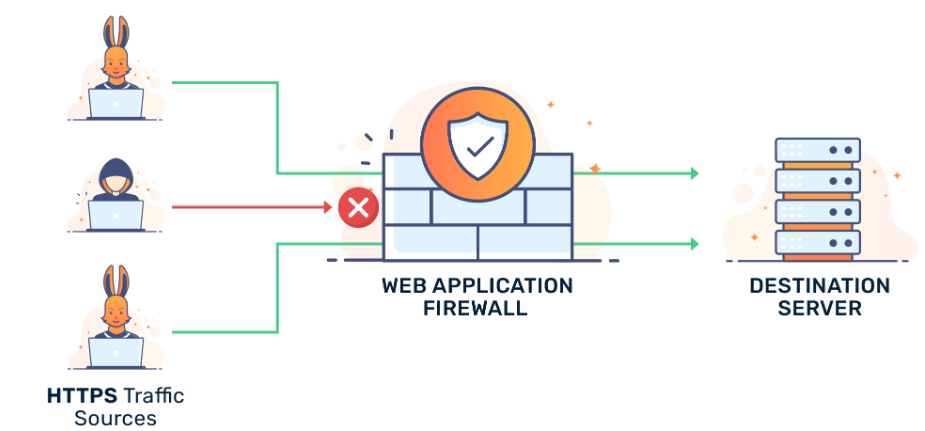 WEB APPLICATION
FIREWALL
DESTINATION
SERVER
HTTPS Traffic
Sources